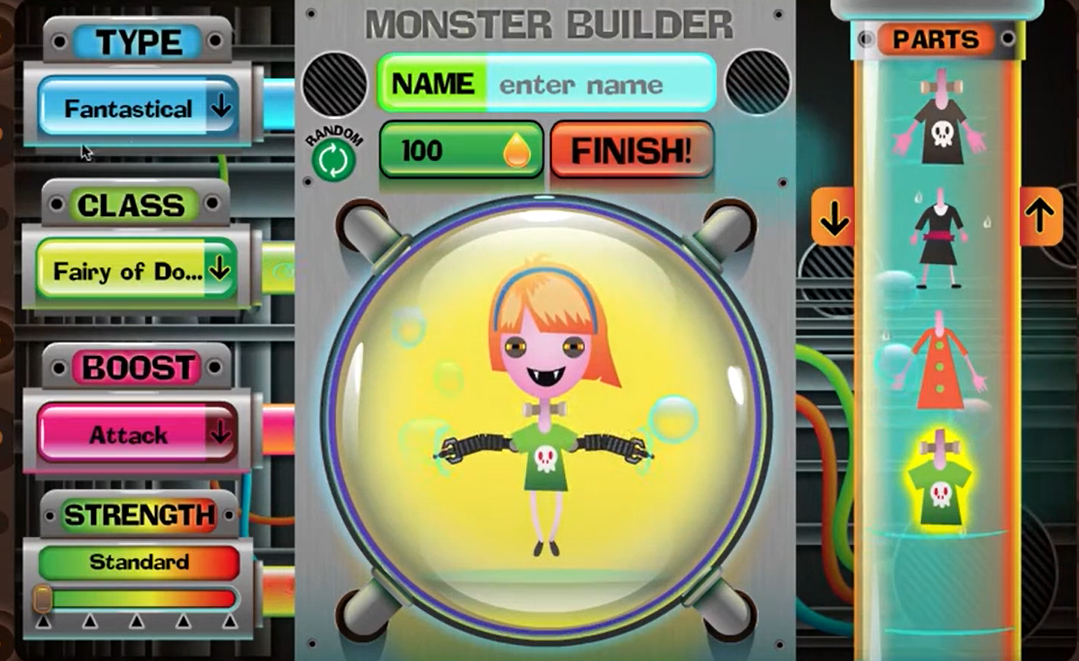 TYPE
Fantastical
CLASS
Fairy of Do...
BOOST
Attack
STRENGTH
Standard
MONSTER BUILDER
NAME enter name
RANDOM
100
FINISH!
PARTS